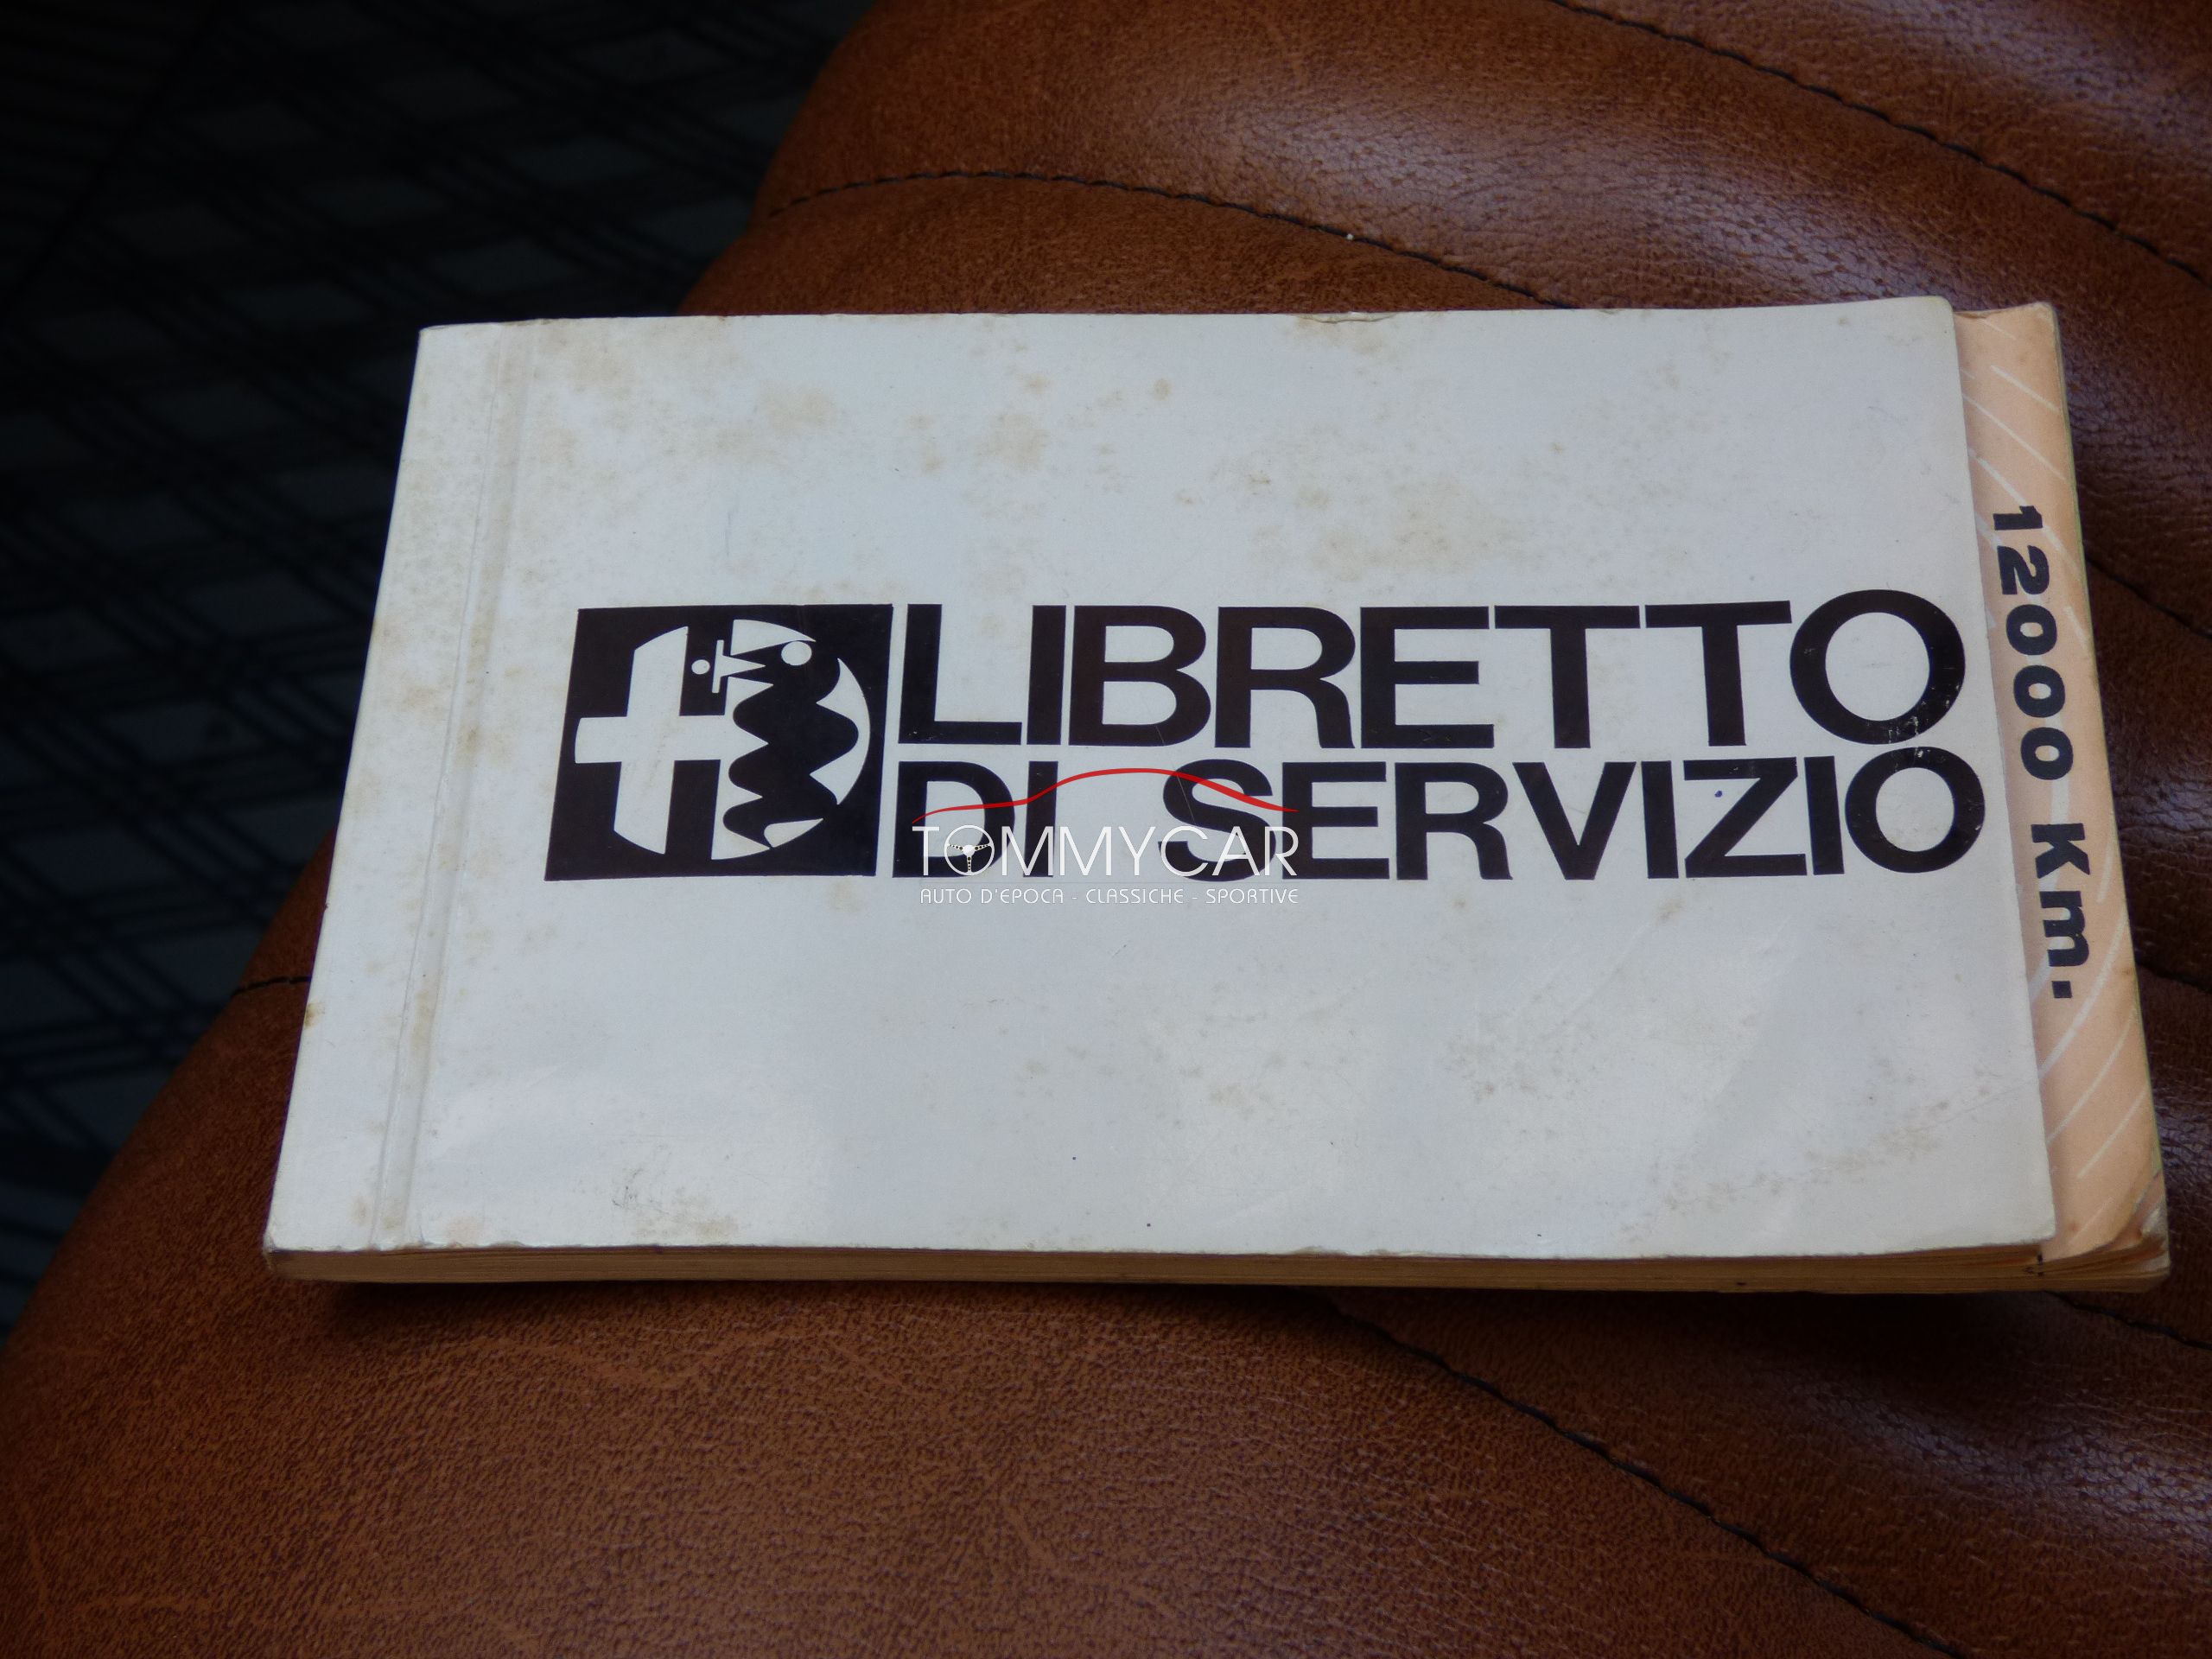 LIBRETTO
DI SERVIZIO
12000 Km.
TOMMYCAR
AUTO D'EPOCA - CLASSICHE - SPORTIVE